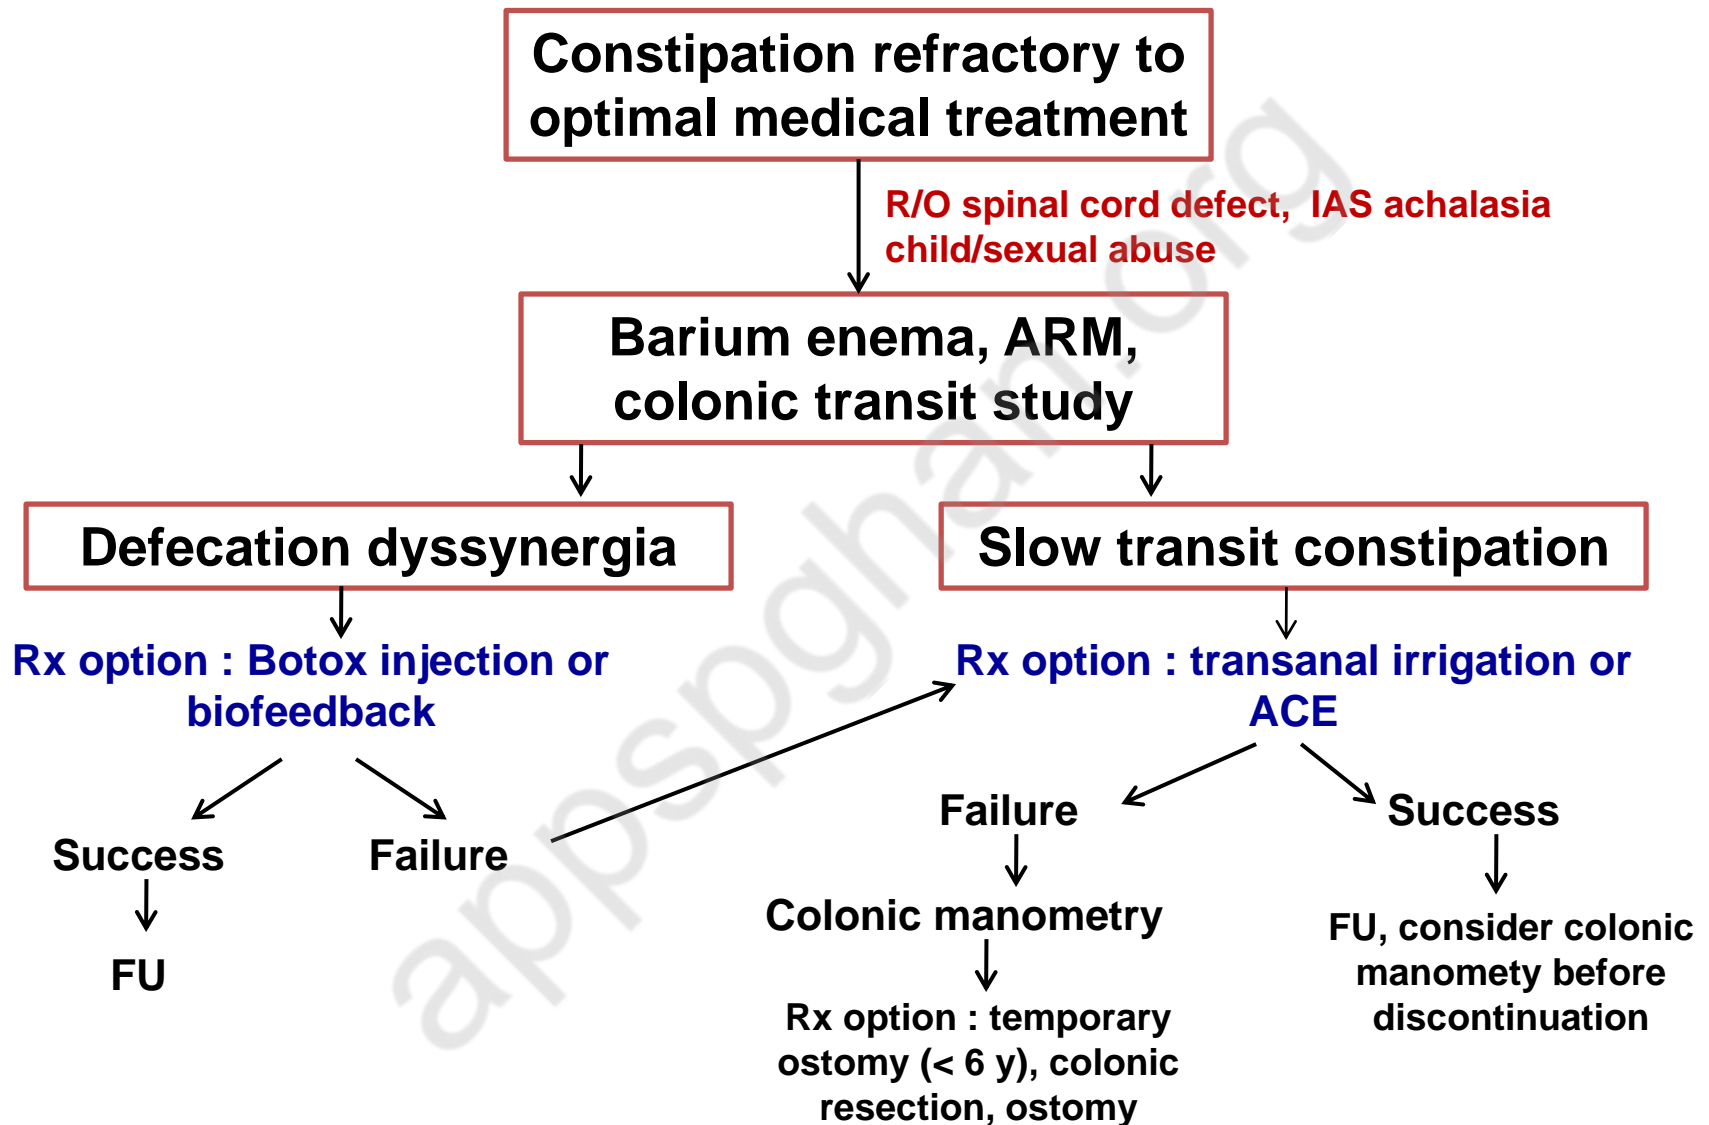 Constipation refractory to
optimal medical treatment
R/O spinal cord defect, IAS achalasia
child/sexual abuse
Barium enema, ARM,
colonic transit study
Defecation dyssynergia
Slow transit constipation
Rx option : Botox injection or
biofeedback
Rx option : transanal irrigation or
ACE
Success
Failure
FU
Failure
Success
Colonic manometry
FU, consider colonic
manomety before
discontinuation
Rx option : temporary
ostomy (< 6 y), colonic
resection, ostomy
appspghan.org